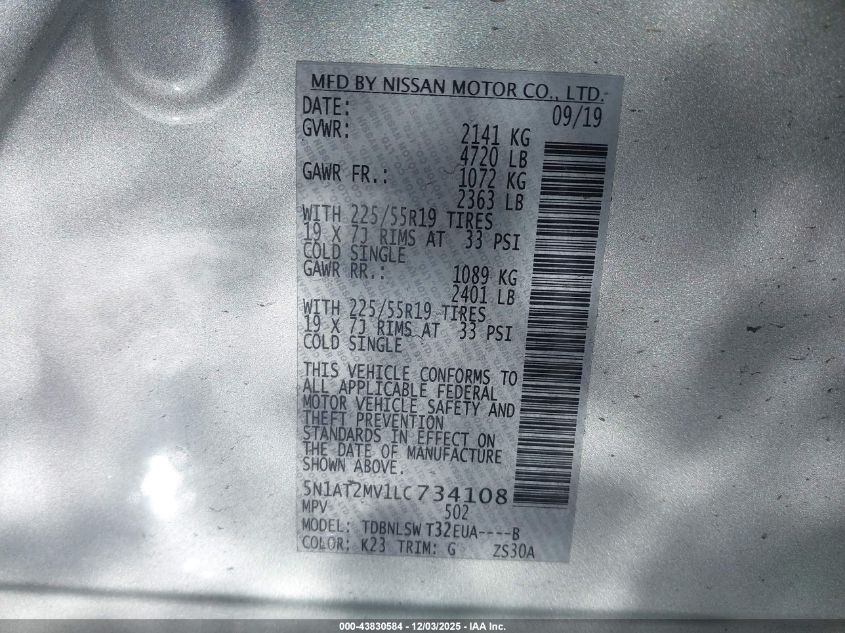 MFD BY NISSAN MOTOR CO., LTD.
DATE: 09/19
GVWR: 2141 KG
4720 LB
GAWR FR.: 1072 KG
2363 LB
WITH 225/55R19 TIRES
19 X 7J RIMS AT 33 PSI
COLD SINGLE
GAWR RR.: 1089 KG
2401 LB
WITH 225/55R19 TIRES
19 X 7J RIMS AT 33 PSI
COLD SINGLE
THIS VEHICLE CONFORMS TO
ALL APPLICABLE FEDERAL
MOTOR VEHICLE SAFETY AND
THEFT PREVENTION
STANDARDS IN EFFECT ON
THE DATE OF MANUFACTURE
SHOWN ABOVE.
5N1AT2MV1LC734108
MPV 502
MODEL: TDBNLSW T32EUA----B
COLOR: K23 TRIM: G ZS30A
000-43830584 - 12/03/2025 - IAA Inc.